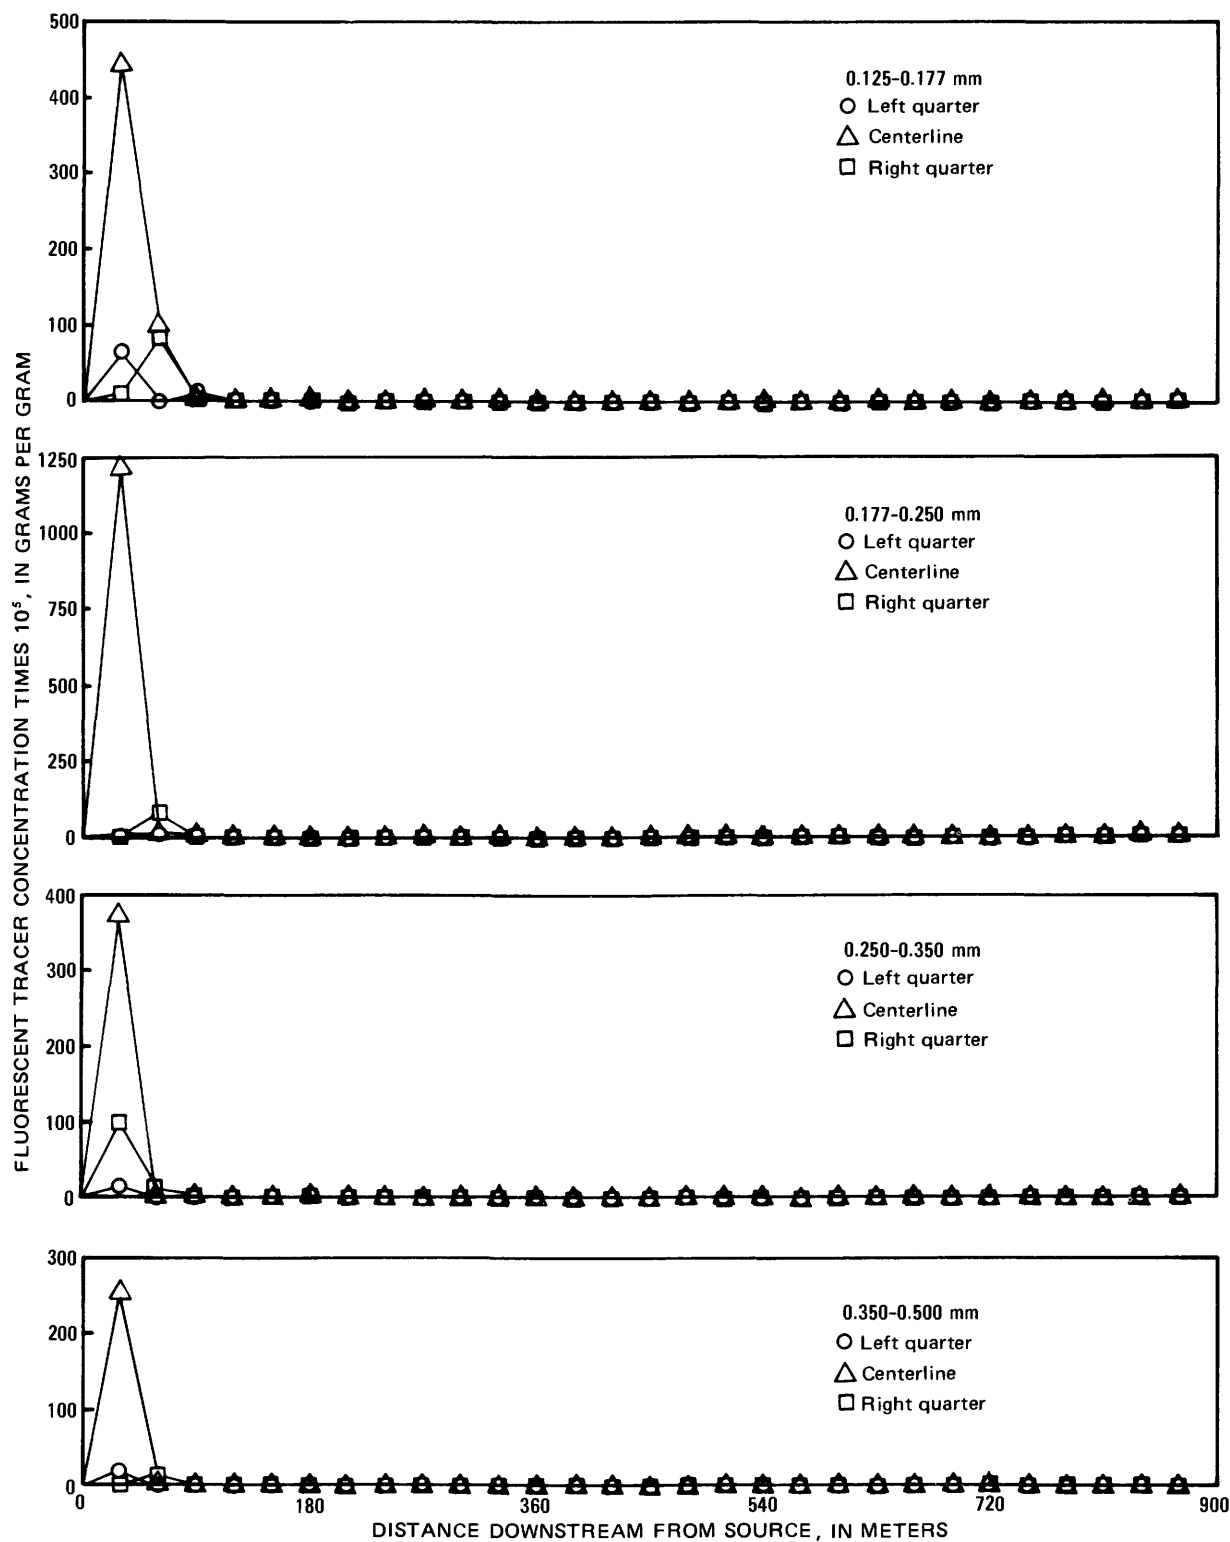 FLUORESCENT TRACER CONCENTRATION TIMES 10⁵, IN GRAMS PER GRAM
500
400
300
200
100
0
0.125-0.177 mm
Left quarter
Centerline
Right quarter
1250
1000
750
500
250
0
0.177-0.250 mm
Left quarter
Centerline
Right quarter
400
300
200
100
0
0.250-0.350 mm
Left quarter
Centerline
Right quarter
300
200
100
0
0.350-0.500 mm
Left quarter
Centerline
Right quarter
0 180 360 540 720 900
DISTANCE DOWNSTREAM FROM SOURCE, IN METERS